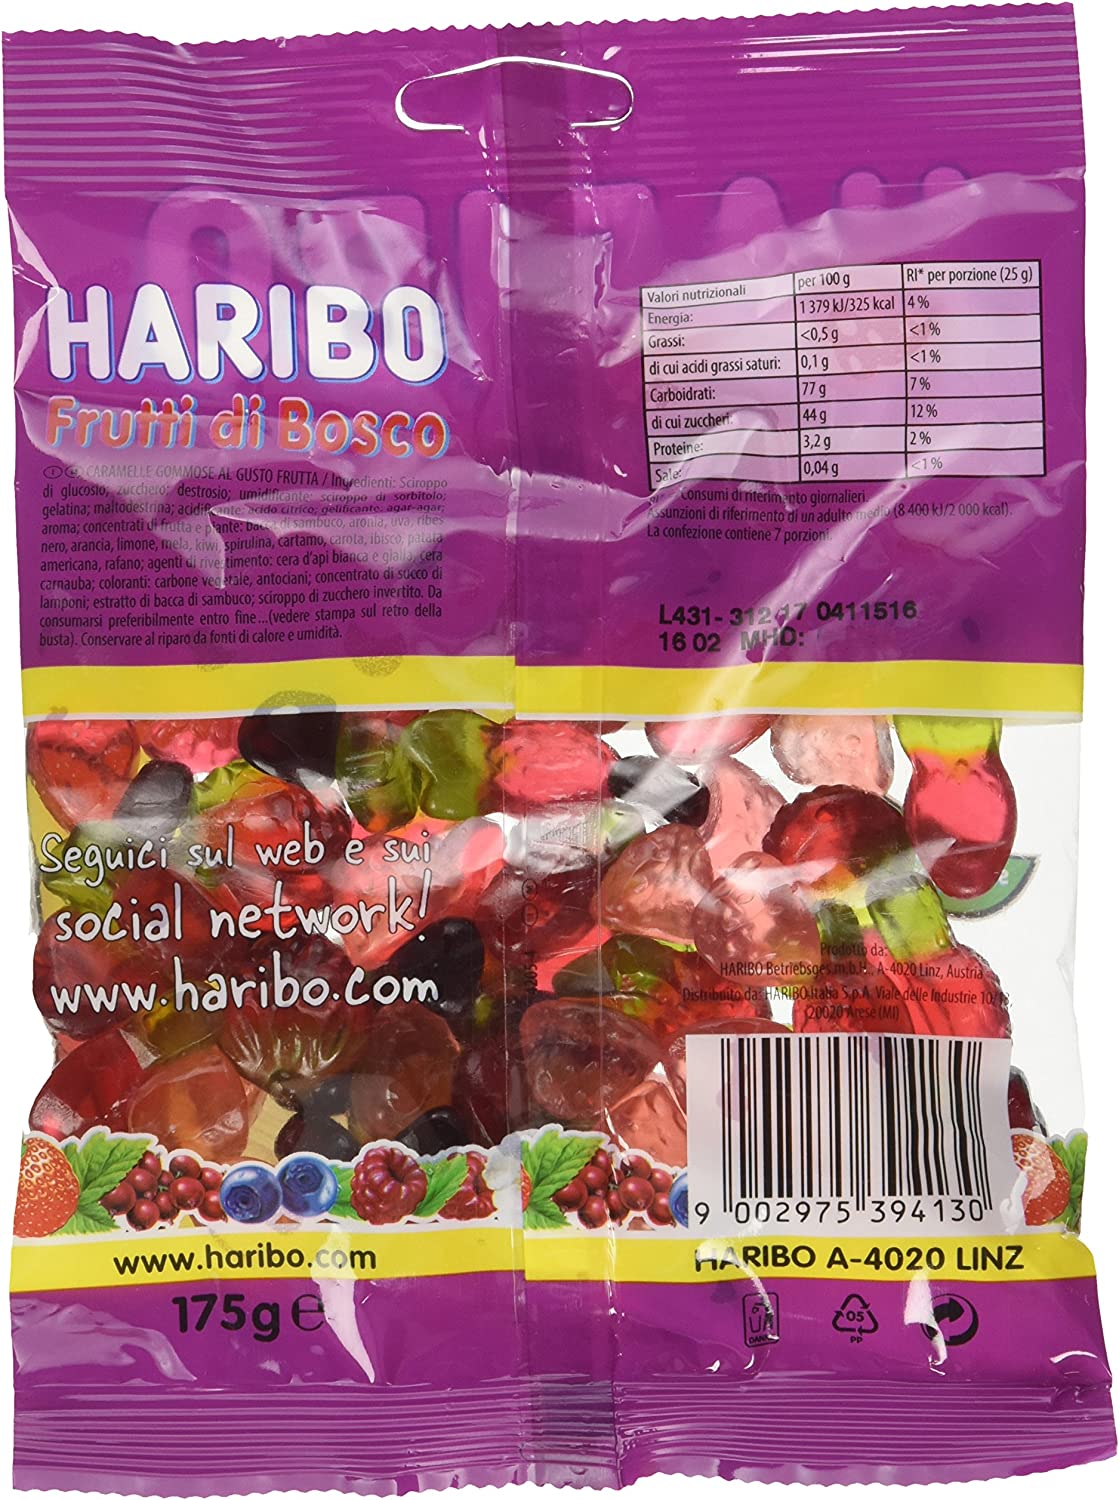 HARIBO
Frutti di Bosco
CARAMELLE GOMMOSE AL GUSTO FRUTTA / Ingredienti: Sciroppo
di glucosio; zucchero; destrosio; umidificante: sciroppo di sorbitolo;
gelatina; maltodestrina; acidificante: acido citrico; gelificante: agar-agar;
aroma; concentrati di frutta e piante: bacca di sambuco, aronia, uva, ribes
nero, arancia, limone, mela, kiwi, spirulina, cartamo, carota, ibisco, patata
americana, rafano; agenti di rivestimento: cera d'api bianca e gialla, cera
carnauba; coloranti: carbone vegetale, antociani; concentrato di succo di
lamponi; estratto di bacca di sambuco; sciroppo di zucchero invertito. Da
consumarsi preferibilmente entro fine ...(vedere stampa sul retro della
busta). Conservare al riparo da fonti di calore e umidità.
Valori nutrizionali per 100 g RI* per porzione (25 g)
Energia: 1 379 kJ/325 kcal 4 %
Grassi: <0,5 g <1 %
di cui acidi grassi saturi: 0,1 g <1 %
Carboidrati: 77 g 7 %
di cui zuccheri: 44 g 12 %
Proteine: 3,2 g 2 %
Sale: 0,04 g <1 %
consumi di riferimento giornalieri.
Assunzioni di riferimento di un adulto medio (8 400 kJ/2 000 kcal).
La confezione contiene 7 porzioni.
L431- 312 17 0411516
16 02 MHD:
Seguici sul web e sui
social network!
www.haribo.com
Prodotto da:
HARIBO Betriebsges.m.b.H., A-4020 Linz, Austria
Distribuito da: HARIBO Italia S.p.A. Viale delle Industrie 10/13,
20020 Arese (MI)
9 002975 394130
www.haribo.com
HARIBO A-4020 LINZ
175g e
05
PP